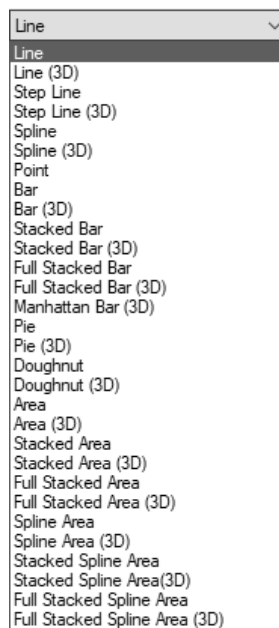 Line
Line
Line (3D)
Step Line
Step Line (3D)
Spline
Spline (3D)
Point
Bar
Bar (3D)
Stacked Bar
Stacked Bar (3D)
Full Stacked Bar
Full Stacked Bar (3D)
Manhattan Bar (3D)
Pie
Pie (3D)
Doughnut
Doughnut (3D)
Area
Area (3D)
Stacked Area
Stacked Area (3D)
Full Stacked Area
Full Stacked Area (3D)
Spline Area
Spline Area (3D)
Stacked Spline Area
Stacked Spline Area(3D)
Full Stacked Spline Area
Full Stacked Spline Area (3D)